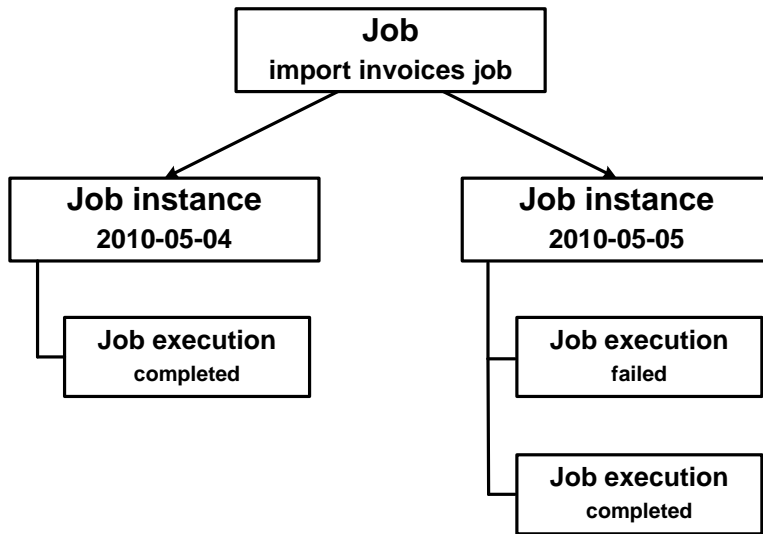 Job
import invoices job
Job instance
2010-05-04
Job execution
completed
Job instance
2010-05-05
Job execution
failed
Job execution
completed